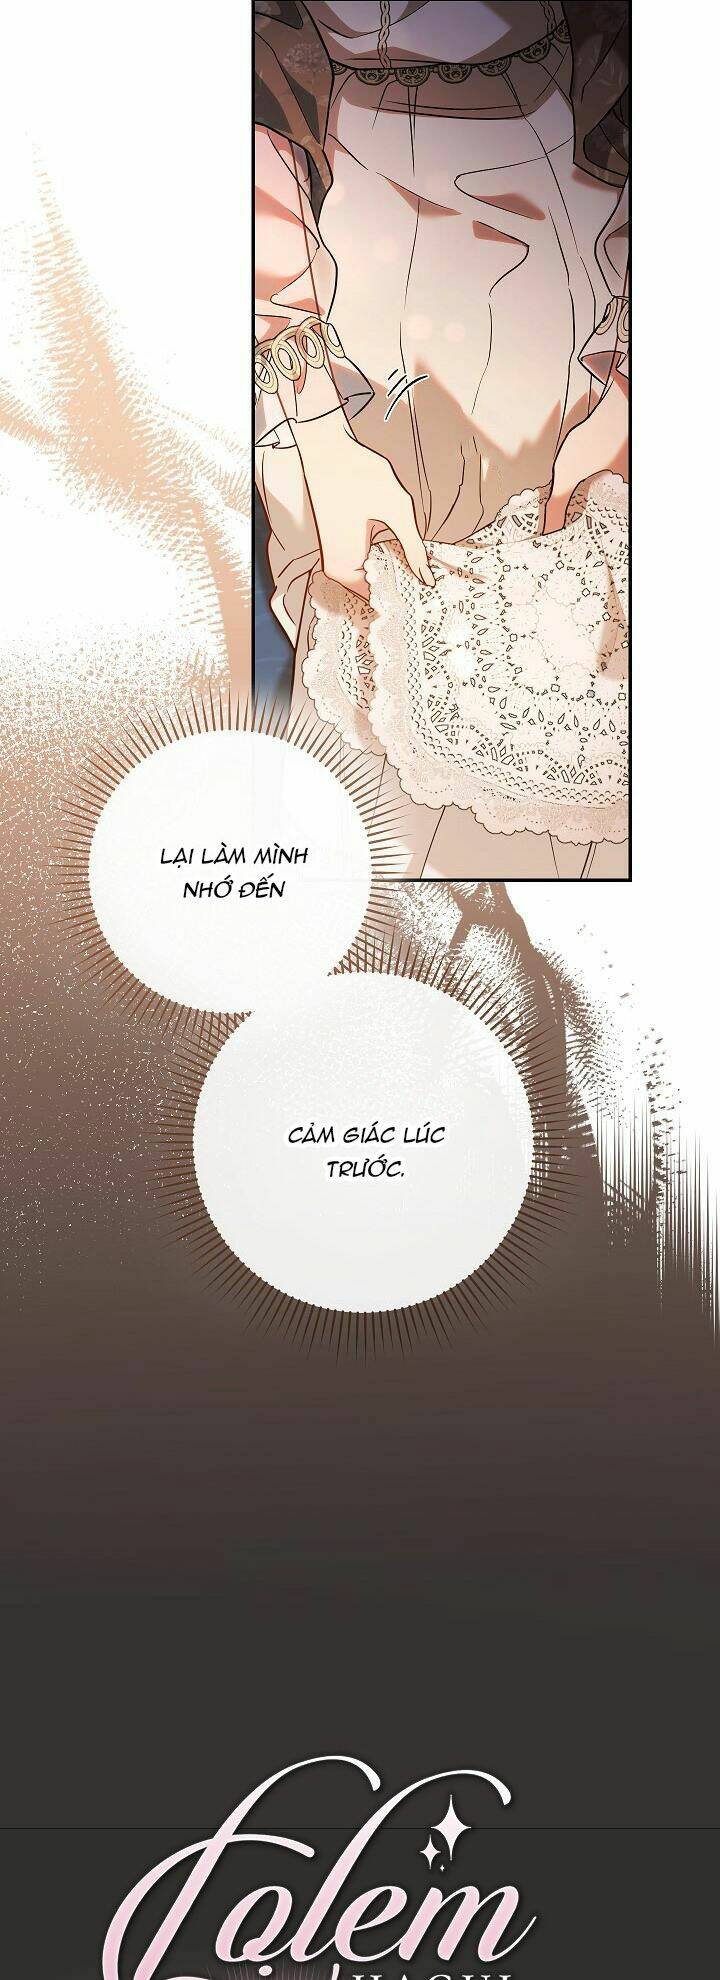 LẠI LÀM MÌNH
NHỚ ĐẾN
CẢM GIÁC LÚC
TRƯỚC.
Golem